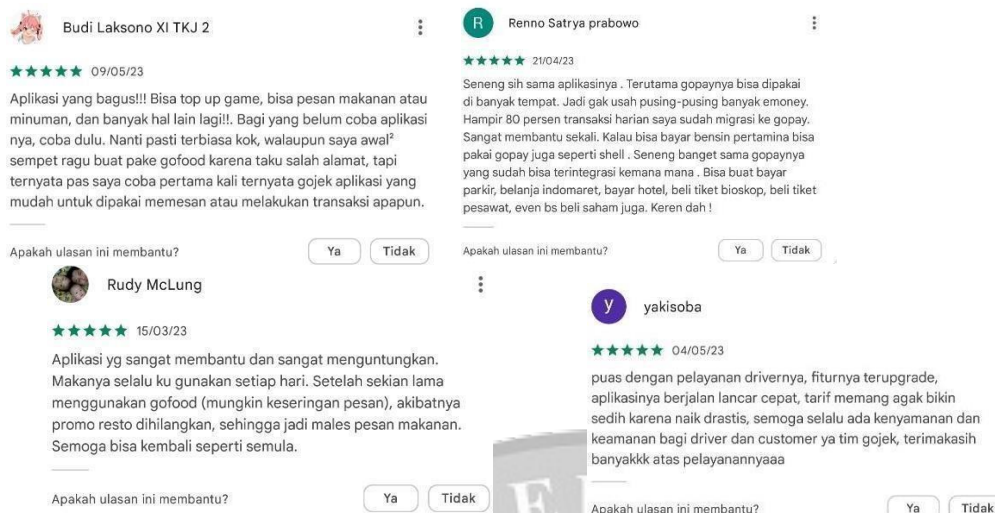 Budi Laksono XI TKJ 2
09/05/23
Aplikasi yang bagus!!! Bisa top up game, bisa pesan makanan atau
minuman, dan banyak hal lain lagi!!. Bagi yang belum coba aplikasi
nya, coba dulu. Nanti pasti terbiasa kok, walaupun saya awal²
sempet ragu buat pake gofood karena taku salah alamat, tapi
ternyata pas saya coba pertama kali ternyata gojek aplikasi yang
mudah untuk dipakai memesan atau melakukan transaksi apapun.
Apakah ulasan ini membantu?
Ya
Tidak
R
Renno Satrya prabowo
21/04/23
Seneng sih sama aplikasinya . Terutama gopaynya bisa dipakai
di banyak tempat. Jadi gak usah pusing-pusing banyak emoney.
Hampir 80 persen transaksi harian saya sudah migrasi ke gopay.
Sangat membantu sekali. Kalau bisa bayar bensin pertamina bisa
pakai gopay juga seperti shell . Seneng banget sama gopaynya
yang sudah bisa terintegrasi kemana mana . Bisa buat bayar
parkir, belanja indomaret, bayar hotel, beli tiket bioskop, beli tiket
pesawat, even bs beli saham juga. Keren dah !
Apakah ulasan ini membantu?
Ya
Tidak
Rudy McLung
15/03/23
Aplikasi yg sangat membantu dan sangat menguntungkan.
Makanya selalu ku gunakan setiap hari. Setelah sekian lama
menggunakan gofood (mungkin keseringan pesan), akibatnya
promo resto dihilangkan, sehingga jadi males pesan makanan.
Semoga bisa kembali seperti semula.
Apakah ulasan ini membantu?
Ya
Tidak
y
yakisoba
04/05/23
puas dengan pelayanan drivernya, fiturnya terupgrade,
aplikasinya berjalan lancar cepat, tarif memang agak bikin
sedih karena naik drastis, semoga selalu ada kenyamanan dan
keamanan bagi driver dan customer ya tim gojek, terimakasih
banyakkk atas pelayanannyaaa
Apakah ulasan ini membantu?
Ya
Tidak